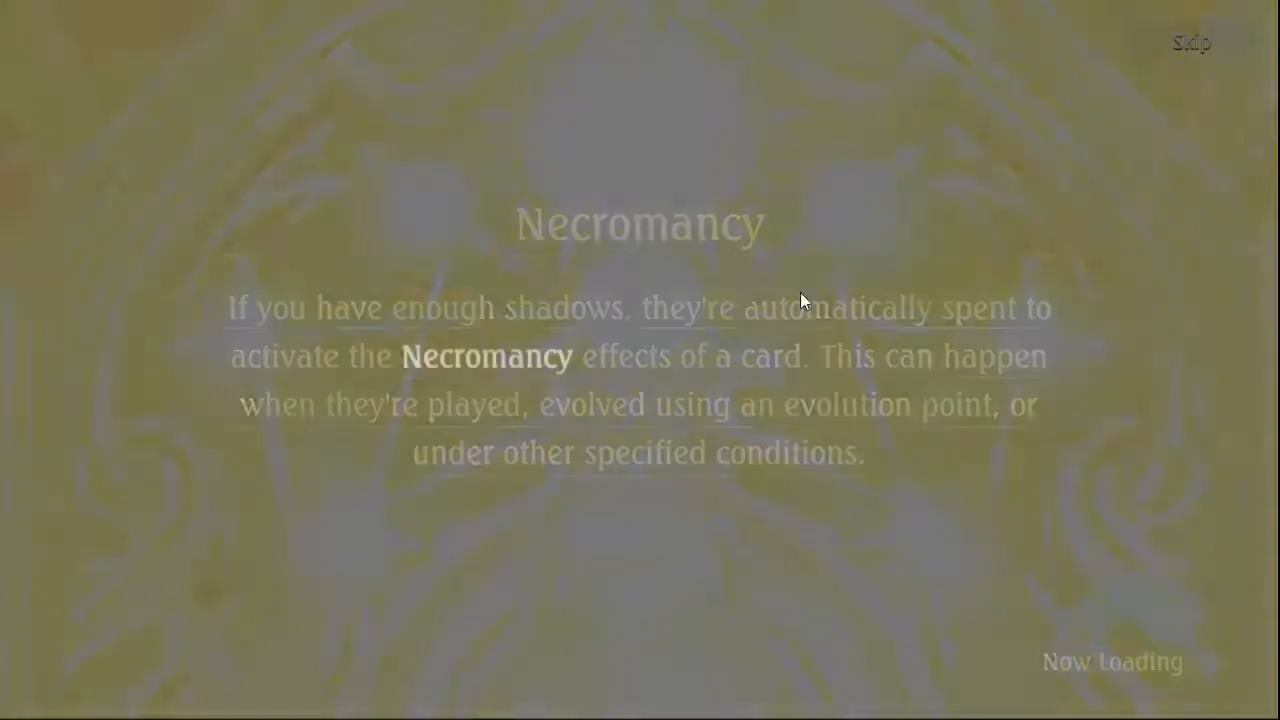 Skip
Necromancy
If you have enough shadows, they're automatically spent to
activate the Necromancy effects of a card. This can happen
when they're played, evolved using an evolution point, or
under other specified conditions.
Now Loading